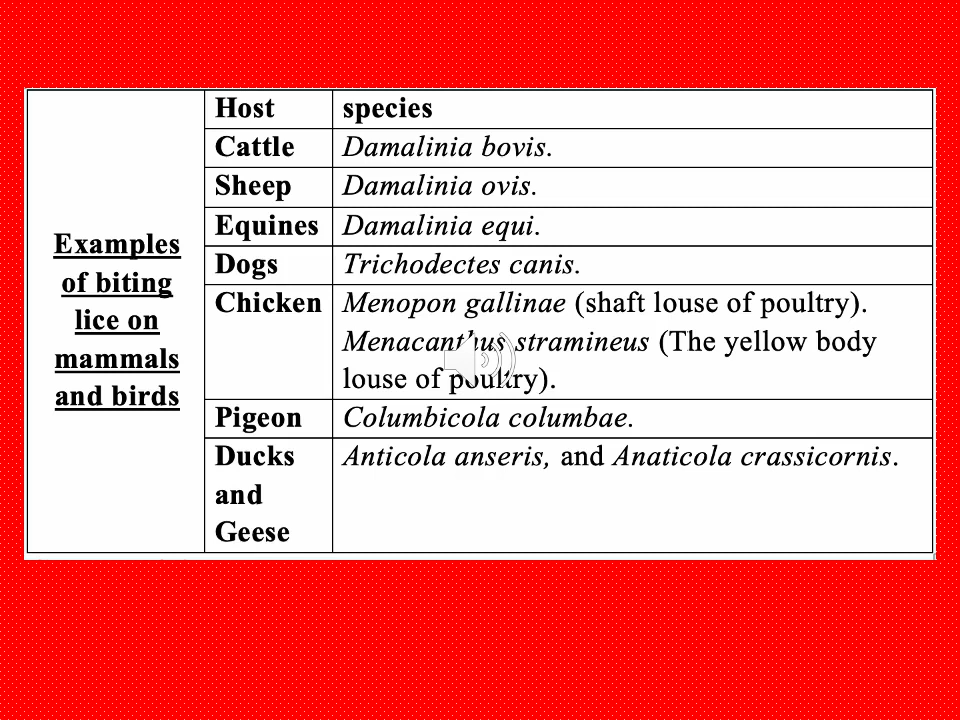 Examples
of biting
lice on
mammals
and birds
Host species
Cattle Damalinia bovis.
Sheep Damalinia ovis.
Equines Damalinia equi.
Dogs Trichodectes canis.
Chicken Menopon gallinae (shaft louse of poultry).
Menacanthus stramineus (The yellow body
louse of poultry).
Pigeon Columbicola columbae.
Ducks Anticola anseris, and Anaticola crassicornis.
and
Geese